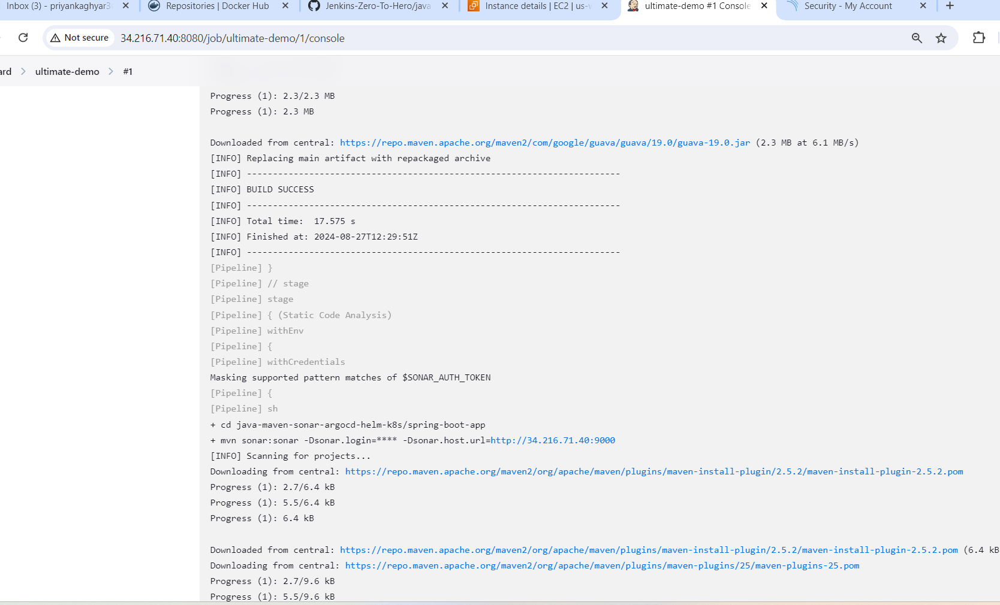 Inbox (3) - priyankaghyar3
Repositories | Docker Hub
Jenkins-Zero-To-Hero/java
Instance details | EC2 | us-w
ultimate-demo #1 Console
Security - My Account
Not secure
34.216.71.40:8080/job/ultimate-demo/1/console
ard > ultimate-demo > #1
Progress (1): 2.3/2.3 MB
Progress (1): 2.3 MB
Downloaded from central: https://repo.maven.apache.org/maven2/com/google/guava/guava/19.0/guava-19.0.jar (2.3 MB at 6.1 MB/s)
[INFO] Replacing main artifact with repackaged archive
[INFO] ------------------------------------------------------------------------
[INFO] BUILD SUCCESS
[INFO] ------------------------------------------------------------------------
[INFO] Total time:  17.575 s
[INFO] Finished at: 2024-08-27T12:29:51Z
[INFO] ------------------------------------------------------------------------
[Pipeline] }
[Pipeline] // stage
[Pipeline] stage
[Pipeline] { (Static Code Analysis)
[Pipeline] withEnv
[Pipeline] {
[Pipeline] withCredentials
Masking supported pattern matches of $SONAR_AUTH_TOKEN
[Pipeline] {
[Pipeline] sh
+ cd java-maven-sonar-argocd-helm-k8s/spring-boot-app
+ mvn sonar:sonar -Dsonar.login=**** -Dsonar.host.url=http://34.216.71.40:9000
[INFO] Scanning for projects...
Downloading from central: https://repo.maven.apache.org/maven2/org/apache/maven/plugins/maven-install-plugin/2.5.2/maven-install-plugin-2.5.2.pom
Progress (1): 2.7/6.4 kB
Progress (1): 5.5/6.4 kB
Progress (1): 6.4 kB
Downloaded from central: https://repo.maven.apache.org/maven2/org/apache/maven/plugins/maven-install-plugin/2.5.2/maven-install-plugin-2.5.2.pom (6.4 kB
Downloading from central: https://repo.maven.apache.org/maven2/org/apache/maven/plugins/maven-plugins/25/maven-plugins-25.pom
Progress (1): 2.7/9.6 kB
Progress (1): 5.5/9.6 kB